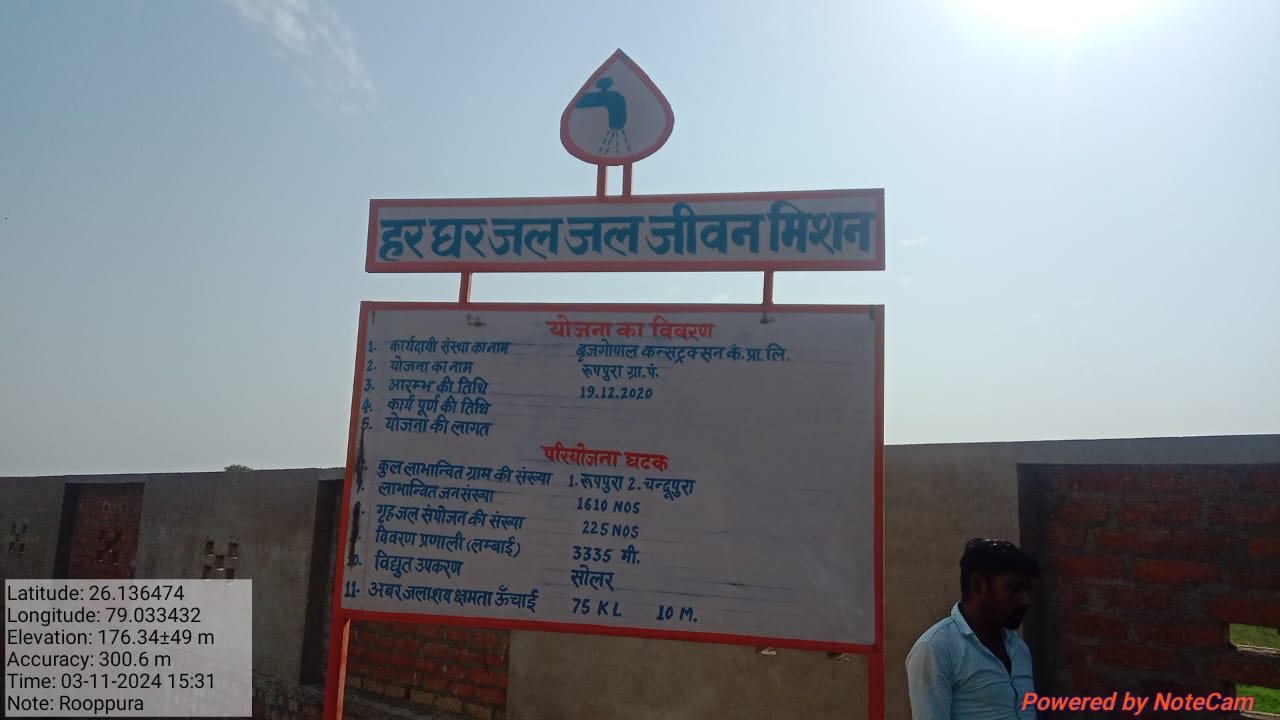 हर घर जल जल जीवन मिशन
योजना का विवरण
1. कार्यदायी संस्था का नाम बृजगोपाल कन्सट्रक्सन कं. प्रा. लि.
2. योजना का नाम रूपपुरा ग्रा. पं.
3. आरम्भ की तिथि 19.12.2020
4. कार्य पूर्ण की तिथि
5. योजना की लागत
परियोजना घटक
कुल लाभान्वित ग्राम की संख्या 1. रूपपुरा 2. चन्दूपुरा
लाभान्वित जनसंख्या 1610 NOS
गृह जल संयोजन की संख्या 225 NOS
विवरण प्रणाली (लम्बाई) 3335 मी.
10. विद्युत उपकरण सोलर
11. अबर जलाशय क्षमता ऊँचाई 75 KL 10 M.
Latitude: 26.136474
Longitude: 79.033432
Elevation: 176.34±49 m
Accuracy: 300.6 m
Time: 03-11-2024 15:31
Note: Rooppura
Powered by NoteCam